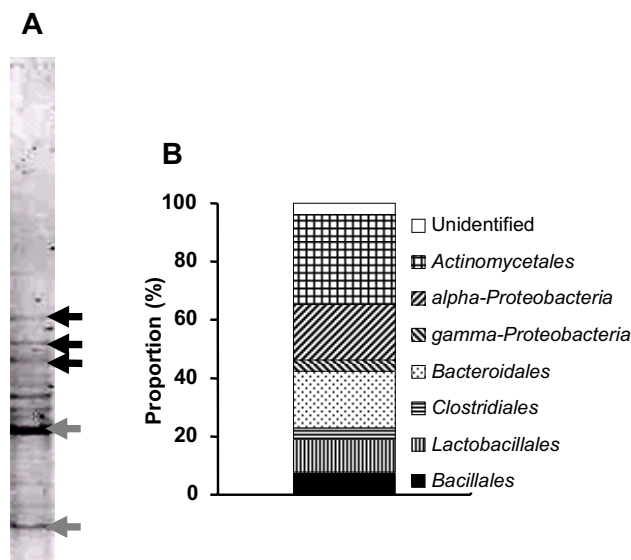 A
B
100
80
60
40
20
0
Proportion (%)
Unidentified
Actinomycetales
alpha-Proteobacteria
gamma-Proteobacteria
Bacteroidales
Clostridiales
Lactobacillales
Bacillales